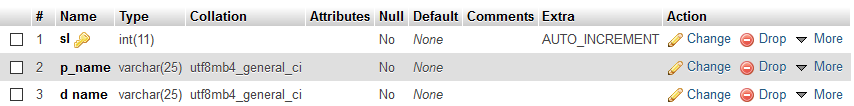 # Name Type Collation Attributes Null Default Comments Extra Action
1 sl int(11) No None AUTO_INCREMENT Change Drop More
2 p_name varchar(25) utf8mb4_general_ci No None Change Drop More
3 d name varchar(25) utf8mb4_general_ci No None Change Drop More